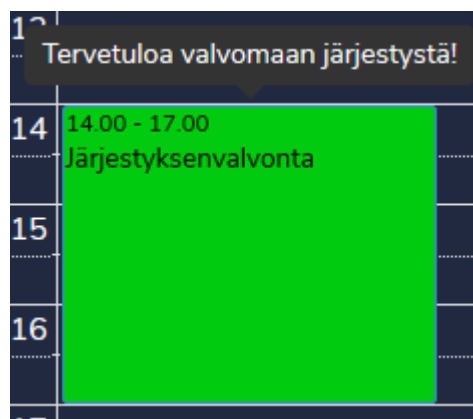 Tervetuloa valvomaan järjestystä!
14
14.00 - 17.00
Järjestyksenvalvonta
15
16